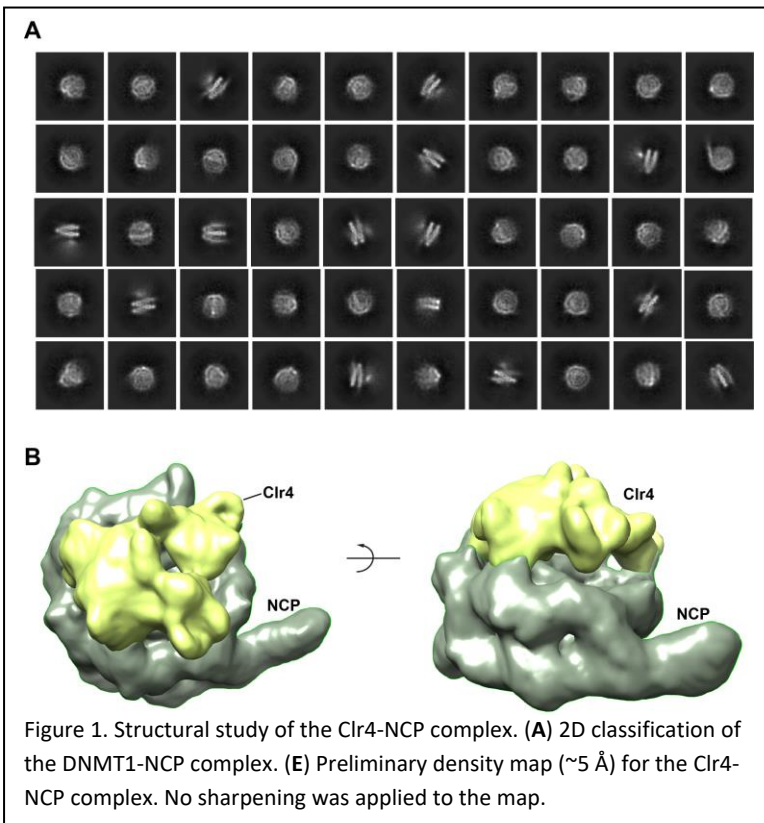 A
B
Clr4
Clr4
NCP
NCP
Figure 1. Structural study of the Clr4-NCP complex. (A) 2D classification of
the DNMT1-NCP complex. (E) Preliminary density map (~5 Å) for the Clr4-
NCP complex. No sharpening was applied to the map.